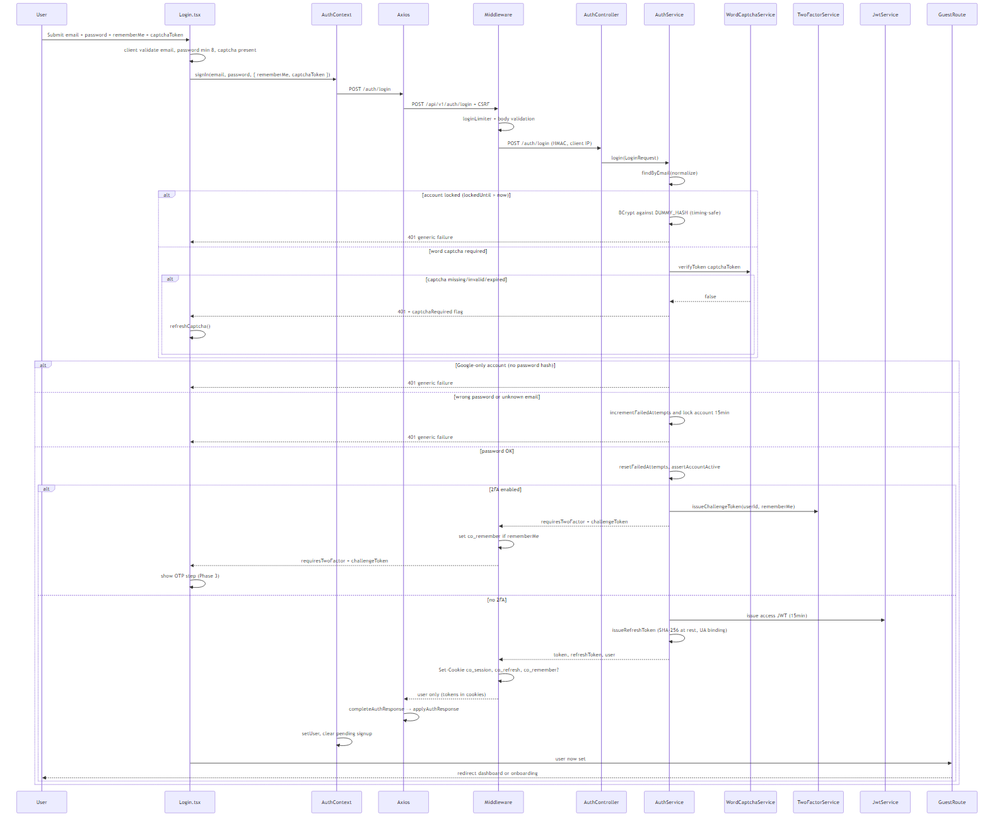 User
Login.tsx
AuthContext
Axios
Middleware
AuthController
AuthService
WordCaptchaService
TwoFactorService
JwtService
GuestRoute
Submit email + password + rememberMe + captchaToken
client validate email, password min 8, captcha present
signIn(email, password, { rememberMe, captchaToken })
POST /auth/login
POST /api/v1/auth/login + CSRF
loginLimiter + body validation
POST /auth/login (HMAC, client IP)
login(LoginRequest)
findByEmail(normalize)
alt
[account locked (lockedUntil > now)]
BCrypt against DUMMY_HASH (timing-safe)
401 generic failure
[word captcha required]
verifyToken captchaToken
alt
[captcha missing/invalid/expired]
false
401 + captchaRequired flag
refreshCaptcha()
alt
[Google-only account (no password hash)]
401 generic failure
[wrong password or unknown email]
incrementFailedAttempts and lock account 15min
401 generic failure
[password OK]
resetFailedAttempts, assertAccountActive
alt
[2FA enabled]
issueChallengeToken(userId, rememberMe)
requiresTwoFactor + challengeToken
set co_remember if rememberMe
requiresTwoFactor + challengeToken
show OTP step (Phase 3)
[no 2FA]
issue access JWT (15min)
issueRefreshToken (SHA-256 at rest, UA binding)
token, refreshToken, user
Set-Cookie co_session, co_refresh, co_remember?
user only (tokens in cookies)
completeAuthResponse → applyAuthResponse
setUser, clear pending signup
user now set
redirect dashboard or onboarding
User
Login.tsx
AuthContext
Axios
Middleware
AuthController
AuthService
WordCaptchaService
TwoFactorService
JwtService
GuestRoute